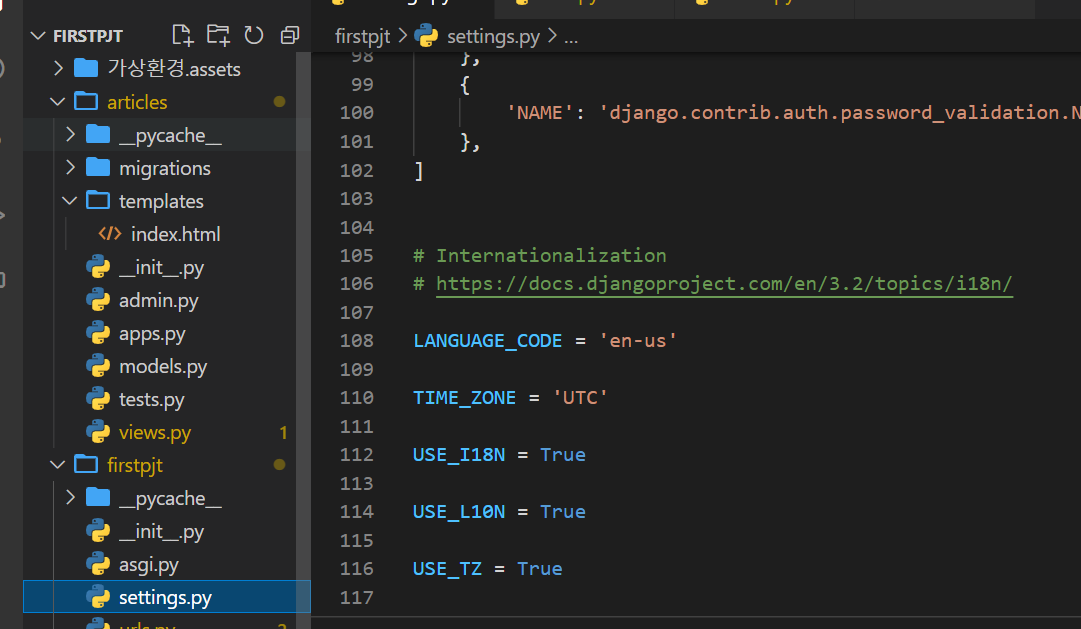 FIRSTPJT
가상환경.assets
articles
__pycache__
migrations
templates
index.html
__init__.py
admin.py
apps.py
models.py
tests.py
views.py 1
firstpjt
__pycache__
__init__.py
asgi.py
settings.py
urls.py
firstpjt > settings.py > ...
98 },
99 {
100 'NAME': 'django.contrib.auth.password_validation.N
101 },
102 ]
103
104
105 # Internationalization
106 # https://docs.djangoproject.com/en/3.2/topics/i18n/
107
108 LANGUAGE_CODE = 'en-us'
109
110 TIME_ZONE = 'UTC'
111
112 USE_I18N = True
113
114 USE_L10N = True
115
116 USE_TZ = True
117